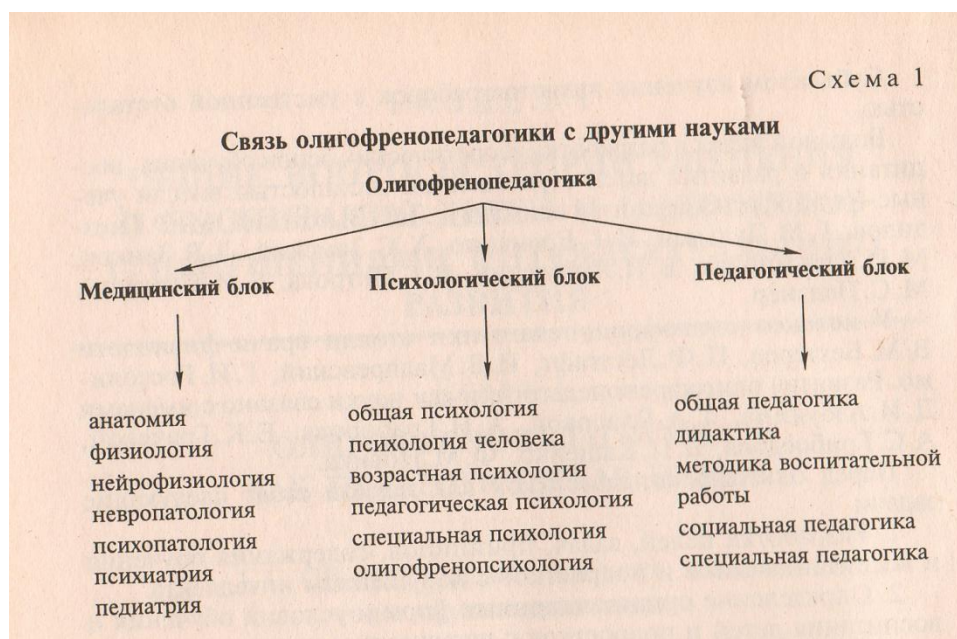 Схема 1
Связь олигофренопедагогики с другими науками
Олигофренопедагогика
Медицинский блок
Психологический блок
Педагогический блок
анатомия
физиология
нейрофизиология
невропатология
психопатология
психиатрия
педиатрия
общая психология
психология человека
возрастная психология
педагогическая психология
специальная психология
олигофренопсихология
общая педагогика
дидактика
методика воспитательной
работы
социальная педагогика
специальная педагогика